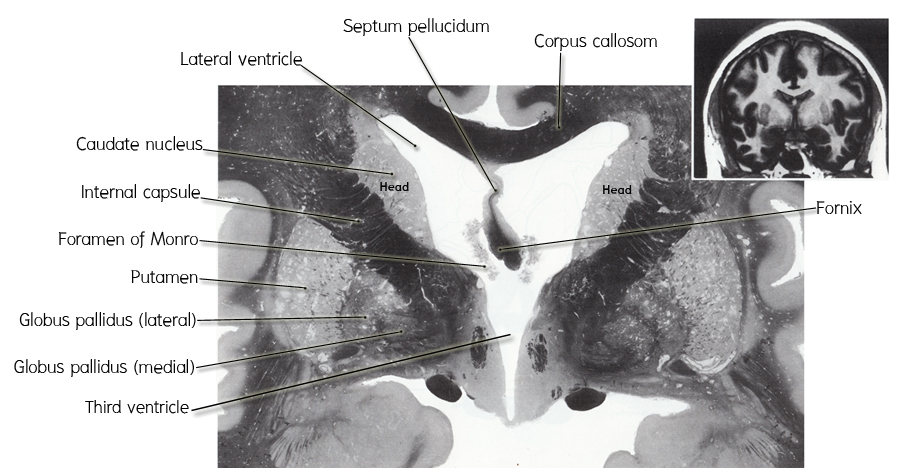 Septum pellucidum
Corpus callosom
Lateral ventricle
Caudate nucleus
Head
Head
Internal capsule
Fornix
Foramen of Monro
Putamen
Globus pallidus (lateral)
Globus pallidus (medial)
Third ventricle